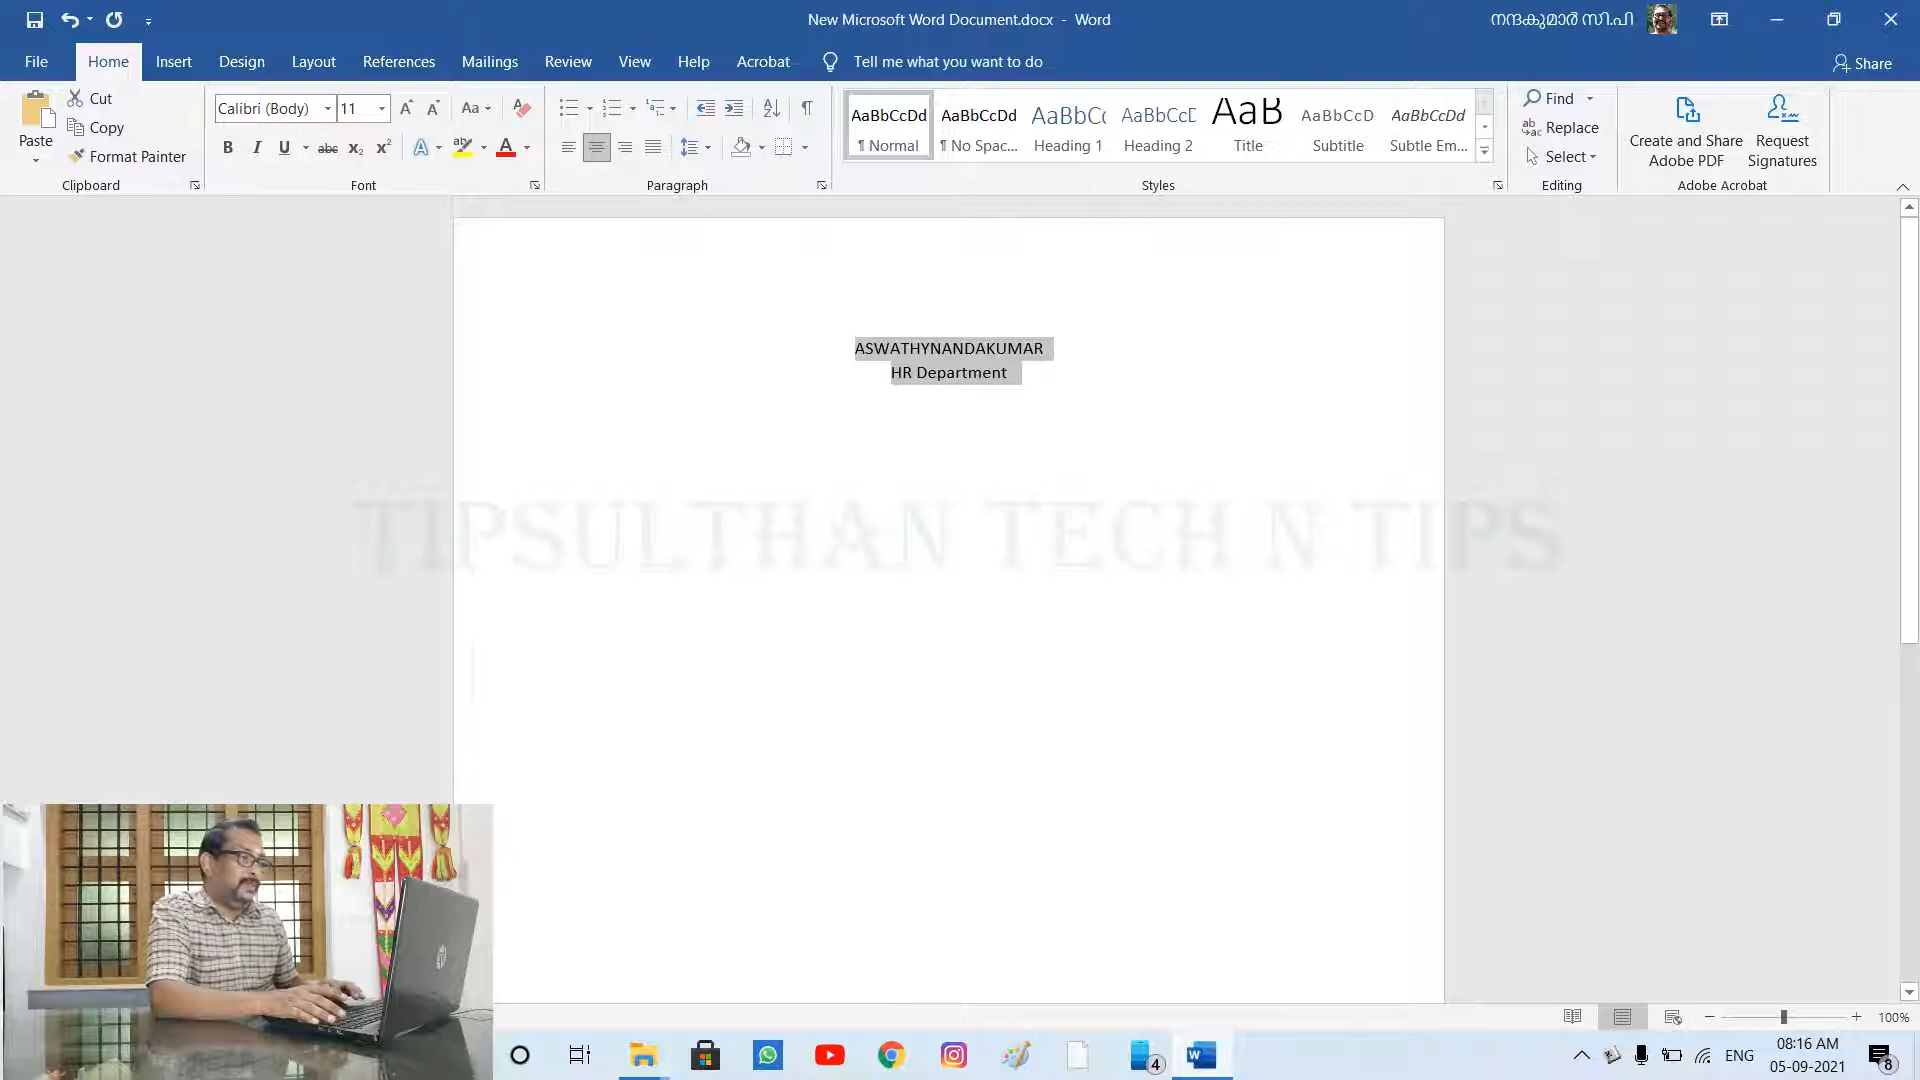 New Microsoft Word Document.docx - Word
നന്ദകുമാർ സി.പി
File Home Insert Design Layout References Mailings Review View Help Acrobat Tell me what you want to do Share
Paste
Cut
Copy
Format Painter
Clipboard
Calibri (Body) 11
Font
Paragraph
AaBbCcDd AaBbCcDd AaBbCc AaBbCcD AaB AaBbCcD AaBbCcDd
¶ Normal ¶ No Spac... Heading 1 Heading 2 Title Subtitle Subtle Em...
Styles
Find
Replace
Select
Editing
Create and Share Adobe PDF
Request Signatures
Adobe Acrobat
ASWATHYNANDAKUMAR
HR Department
TIPSULTHAN TECH N TIPS
100%
4
ENG
08:16 AM
05-09-2021
8